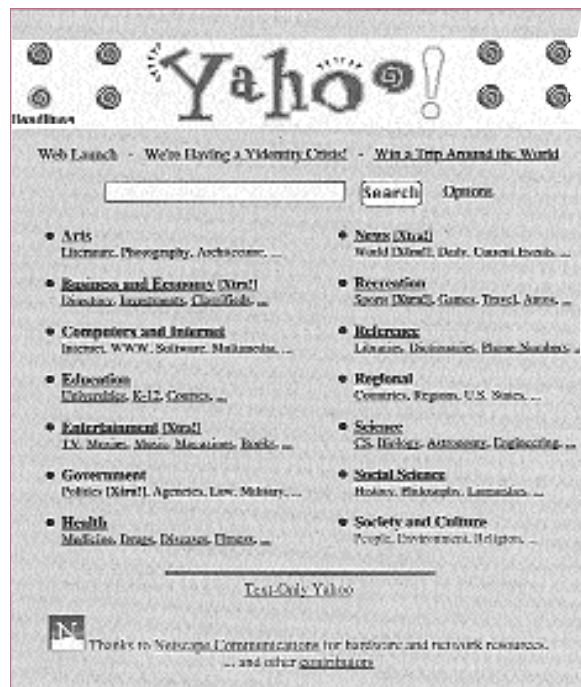 Yahoo!
Headlines
Web Launch - We're Having a Yidentity Crisis! - Win a Trip Around the World
Search Options
Arts
Literature, Photography, Architecture, ...
Business and Economy [Xtra!]
Directory, Investments, Classifieds, ...
Computers and Internet
Internet, WWW, Software, Multimedia, ...
Education
Universities, K-12, Courses, ...
Entertainment [Xtra!]
TV, Movies, Music, Magazines, Books, ...
Government
Politics [Xtra!], Agencies, Law, Military, ...
Health
Medicine, Drugs, Diseases, Fitness, ...
News [Xtra!]
World [Xtra!], Daily, Current Events, ...
Recreation
Sports [Xtra!], Games, Travel, Autos, ...
Reference
Libraries, Dictionaries, Phone Numbers, ...
Regional
Countries, Regions, U.S. States, ...
Science
CS, Biology, Astronomy, Engineering, ...
Social Science
History, Philosophy, Linguistics, ...
Society and Culture
People, Environment, Religion, ...
Text-Only Yahoo
N
Thanks to Netscape Communications for hardware and network resources.
... and other contributors